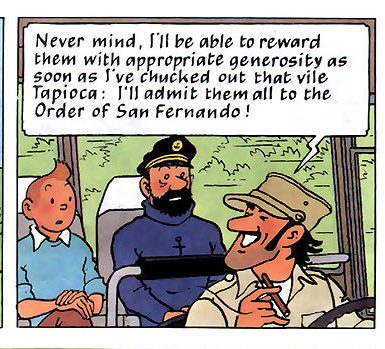 Never mind, I'll be able to reward
them with appropriate generosity as
soon as I've chucked out that vile
Tapioca: I'll admit them all to the
Order of San Fernando!